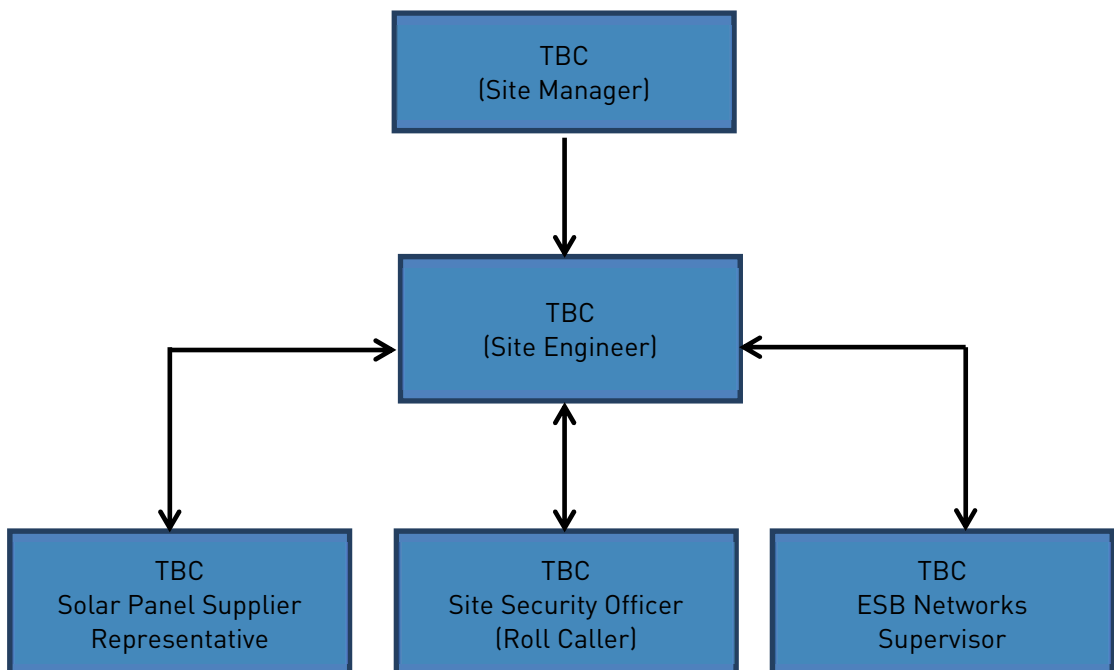 TBC
(Site Manager)
TBC
(Site Engineer)
TBC
Solar Panel Supplier
Representative
TBC
Site Security Officer
(Roll Caller)
TBC
ESB Networks
Supervisor